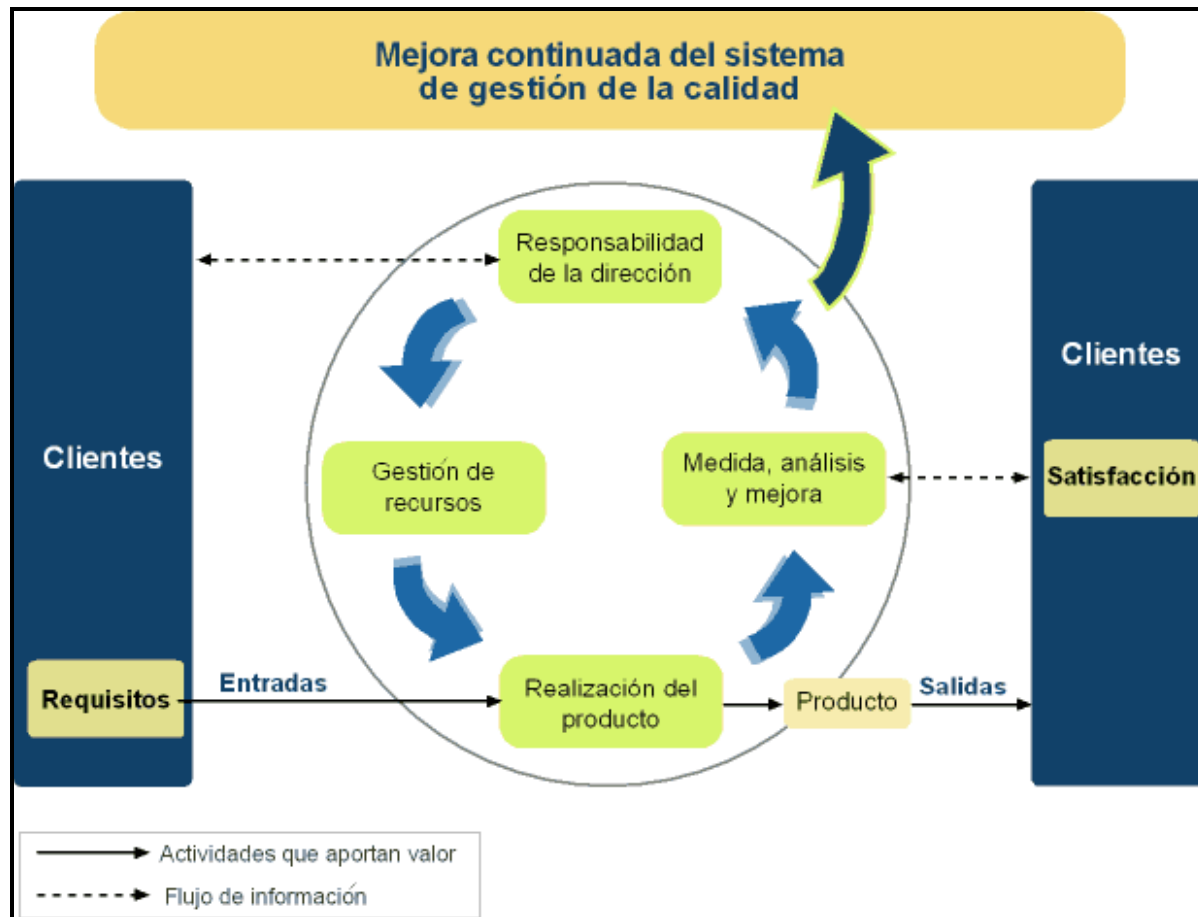 Mejora continuada del sistema
de gestión de la calidad
Responsabilidad
de la dirección
Clientes
Clientes
Gestión de
recursos
Medida, análisis
y mejora
Satisfacción
Requisitos
Entradas
Realización del
producto
Producto
Salidas
Actividades que aportan valor
Flujo de información